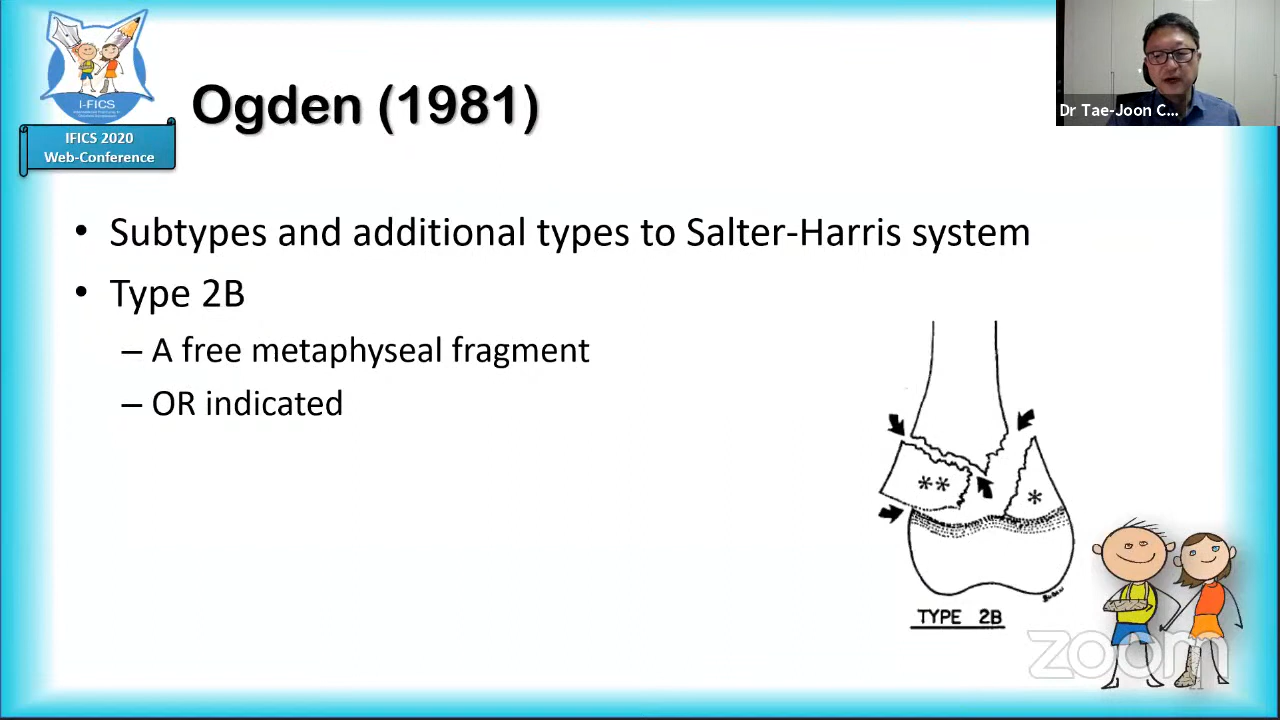 I-FICS
IFICS 2020
Web-Conference
Ogden (1981)
Dr Tae-Joon C...
• Subtypes and additional types to Salter-Harris system
• Type 2B
– A free metaphyseal fragment
– OR indicated
**
*
TYPE 2B
zoom